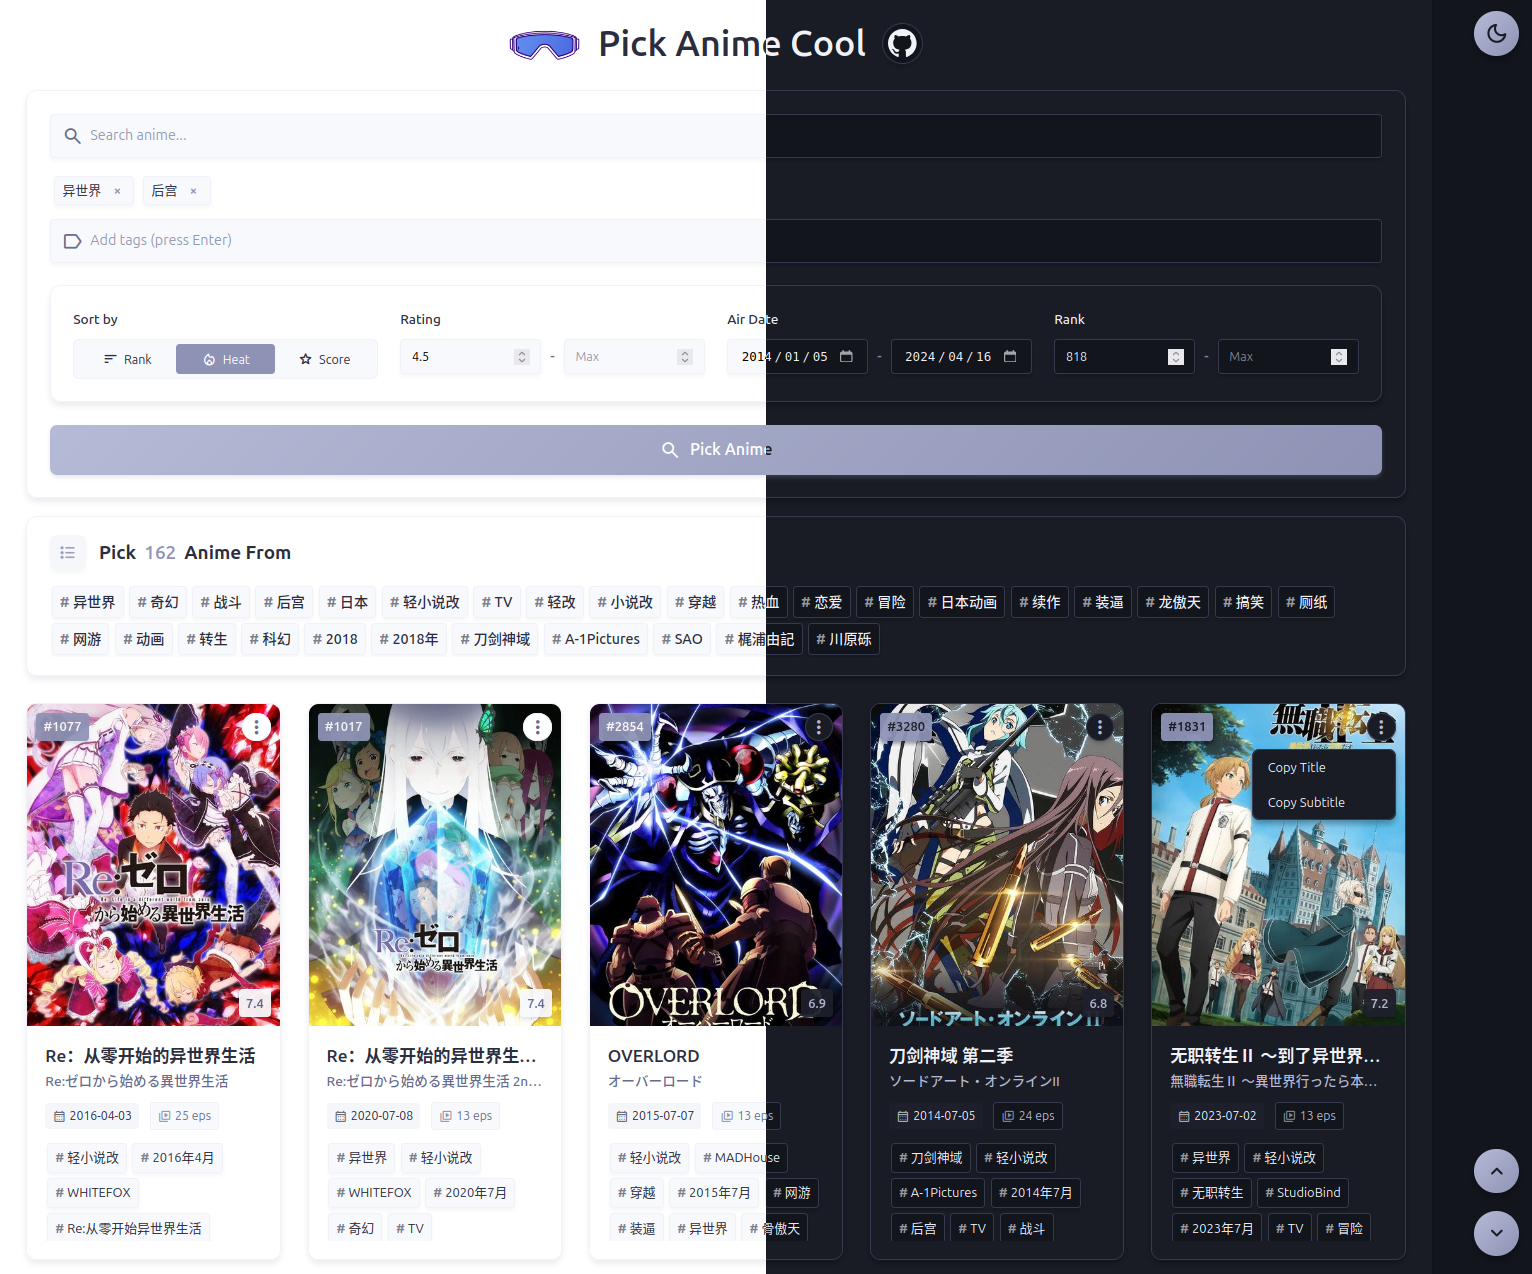 Pick Anime Cool
Search anime...
异世界 × 后宫 ×
Add tags (press Enter)
Sort by Rating Air Date Rank
Rank Heat Score 4.5 - Max 2014/01/05 - 2024/04/16 818 - Max
Pick Anime
Pick 162 Anime From
# 异世界 # 奇幻 # 战斗 # 后宫 # 日本 # 轻小说改 # TV # 轻改 # 小说改 # 穿越 # 热血 # 恋爱 # 冒险 # 日本动画 # 续作 # 装逼 # 龙傲天 # 搞笑 # 厕纸
# 网游 # 动画 # 转生 # 科幻 # 2018 # 2018年 # 刀剑神域 # A-1Pictures # SAO # 梶浦由記 # 川原砾
#1077
Re:ゼロ
から始める異世界生活
7.4
Re：从零开始的异世界生活
Re:ゼロから始める異世界生活
2016-04-03 25 eps
# 轻小说改 # 2016年4月
# WHITEFOX
# Re:从零开始异世界生活
#1017
Re:ゼロ
から始める異世界生活
7.4
Re：从零开始的异世界生...
Re:ゼロから始める異世界生活 2n...
2020-07-08 13 eps
# 异世界 # 轻小说改
# WHITEFOX # 2020年7月
# 奇幻 # TV
#2854
OVERLORD
オーバーロード
6.9
OVERLORD
オーバーロード
2015-07-07 13 eps
# 轻小说改 # MADHouse
# 穿越 # 2015年7月 # 网游
# 装逼 # 异世界 # 骨傲天
#3280
ソードアート・オンラインII
6.8
刀剑神域 第二季
ソードアート・オンラインII
2014-07-05 24 eps
# 刀剑神域 # 轻小说改
# A-1Pictures # 2014年7月
# 后宫 # TV # 战斗
#1831
無職転
Copy Title
Copy Subtitle
7.2
无职转生Ⅱ ～到了异世界...
無職転生Ⅱ ～異世界行ったら本...
2023-07-02 13 eps
# 异世界 # 轻小说改
# 无职转生 # StudioBind
# 2023年7月 # TV # 冒险